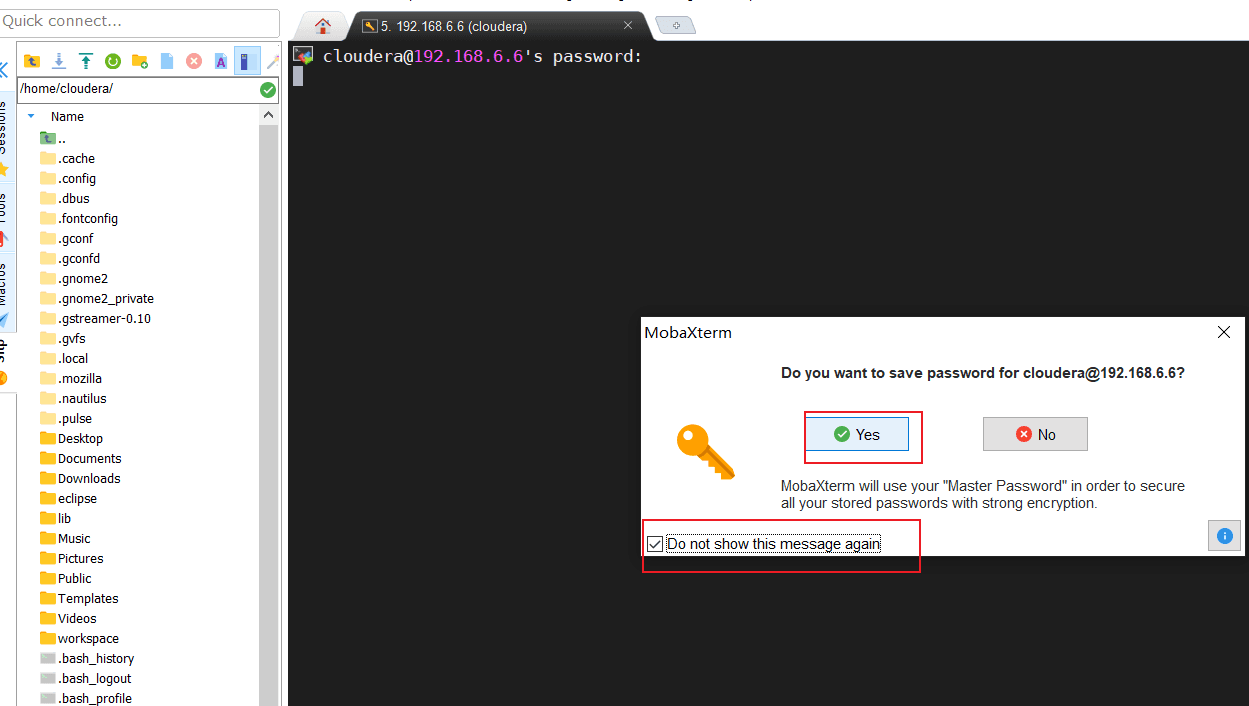 Quick connect...
5. 192.168.6.6 (cloudera)
/home/cloudera/
Sessions
Tools
Macros
Sftp
Name
..
.cache
.config
.dbus
.fontconfig
.gconf
.gconfd
.gnome2
.gnome2_private
.gstreamer-0.10
.gvfs
.local
.mozilla
.nautilus
.pulse
Desktop
Documents
Downloads
eclipse
lib
Music
Pictures
Public
Templates
Videos
workspace
.bash_history
.bash_logout
.bash_profile
cloudera@192.168.6.6's password:
MobaXterm
Do you want to save password for cloudera@192.168.6.6?
Yes
No
MobaXterm will use your "Master Password" in order to secure
all your stored passwords with strong encryption.
Do not show this message again